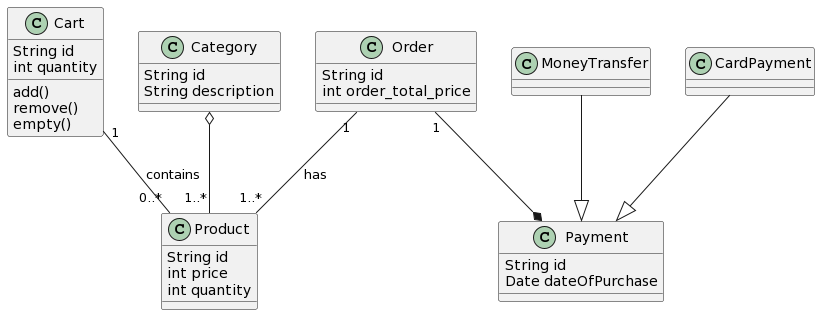 C Cart
String id
int quantity
add()
remove()
empty()
C Category
String id
String description
C Order
String id
int order_total_price
C MoneyTransfer
C CardPayment
1
1
1
contains
has
0..*
1..*
1..*
C Product
String id
int price
int quantity
C Payment
String id
Date dateOfPurchase